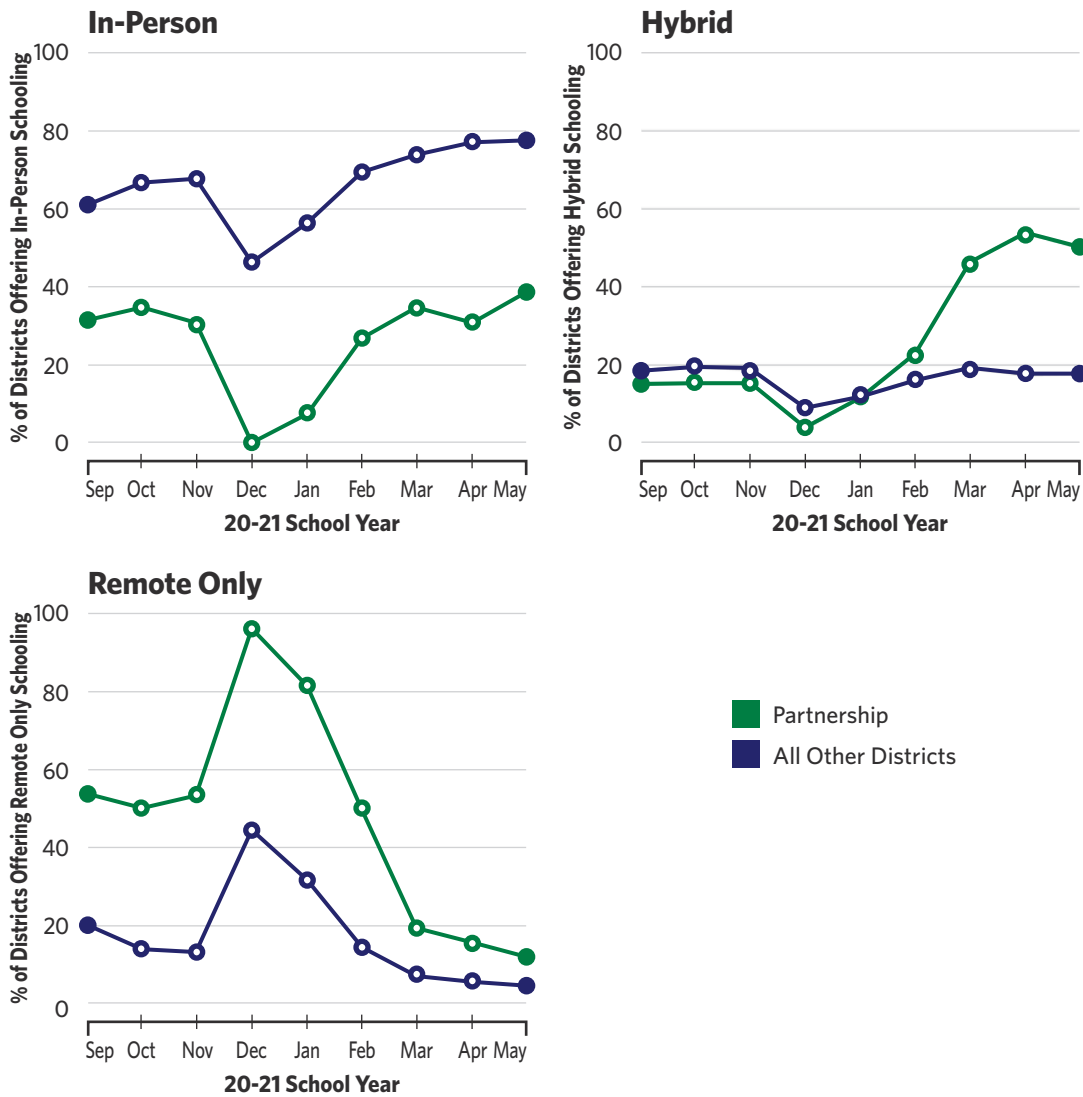 In-Person
% of Districts Offering In-Person Schooling
100
80
60
40
20
0
Sep Oct Nov Dec Jan Feb Mar Apr May
20-21 School Year
Hybrid
% of Districts Offering Hybrid Schooling
100
80
60
40
20
0
Sep Oct Nov Dec Jan Feb Mar Apr May
20-21 School Year
Remote Only
% of Districts Offering Remote Only Schooling
100
80
60
40
20
0
Sep Oct Nov Dec Jan Feb Mar Apr May
20-21 School Year
Partnership
All Other Districts